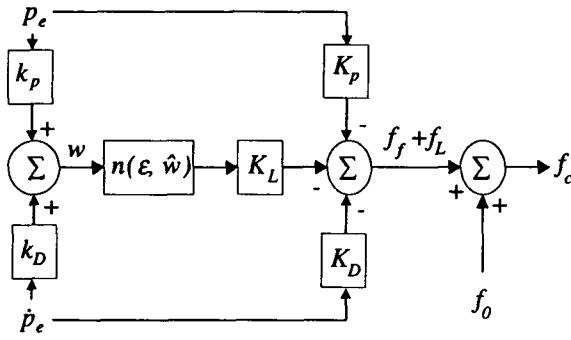 p_e
k_p
K_p
+
-
Σ
w
n(ε, ŵ)
K_L
-
Σ
f_f + f_L
+
Σ
f_c
+
-
+
k_D
K_D
f_0
ṗ_e